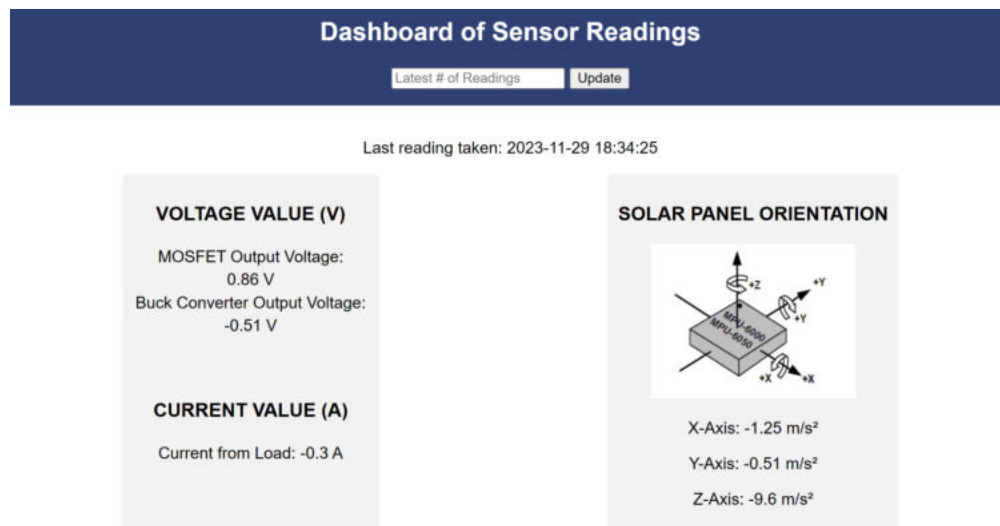 Dashboard of Sensor Readings
Latest # of Readings Update
Last reading taken: 2023-11-29 18:34:25
VOLTAGE VALUE (V)
MOSFET Output Voltage:
0.86 V
Buck Converter Output Voltage:
-0.51 V
CURRENT VALUE (A)
Current from Load: -0.3 A
SOLAR PANEL ORIENTATION
+Z
+Y
+Y
MPU-6000
MPU-6050
+X
+X
X-Axis: -1.25 m/s²
Y-Axis: -0.51 m/s²
Z-Axis: -9.6 m/s²